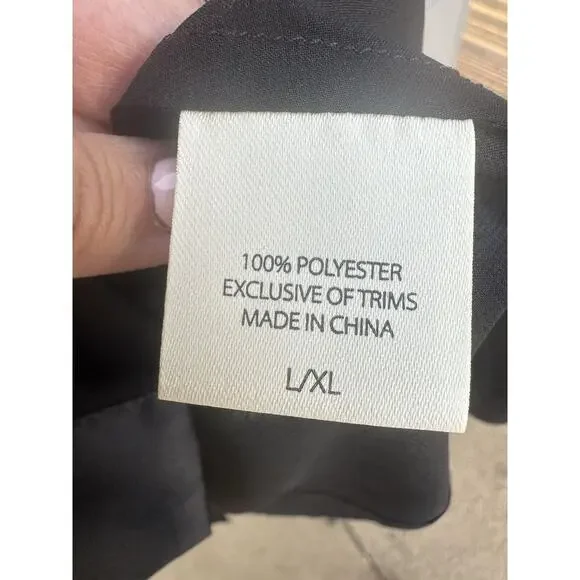 100% POLYESTER
EXCLUSIVE OF TRIMS
MADE IN CHINA
L/XL